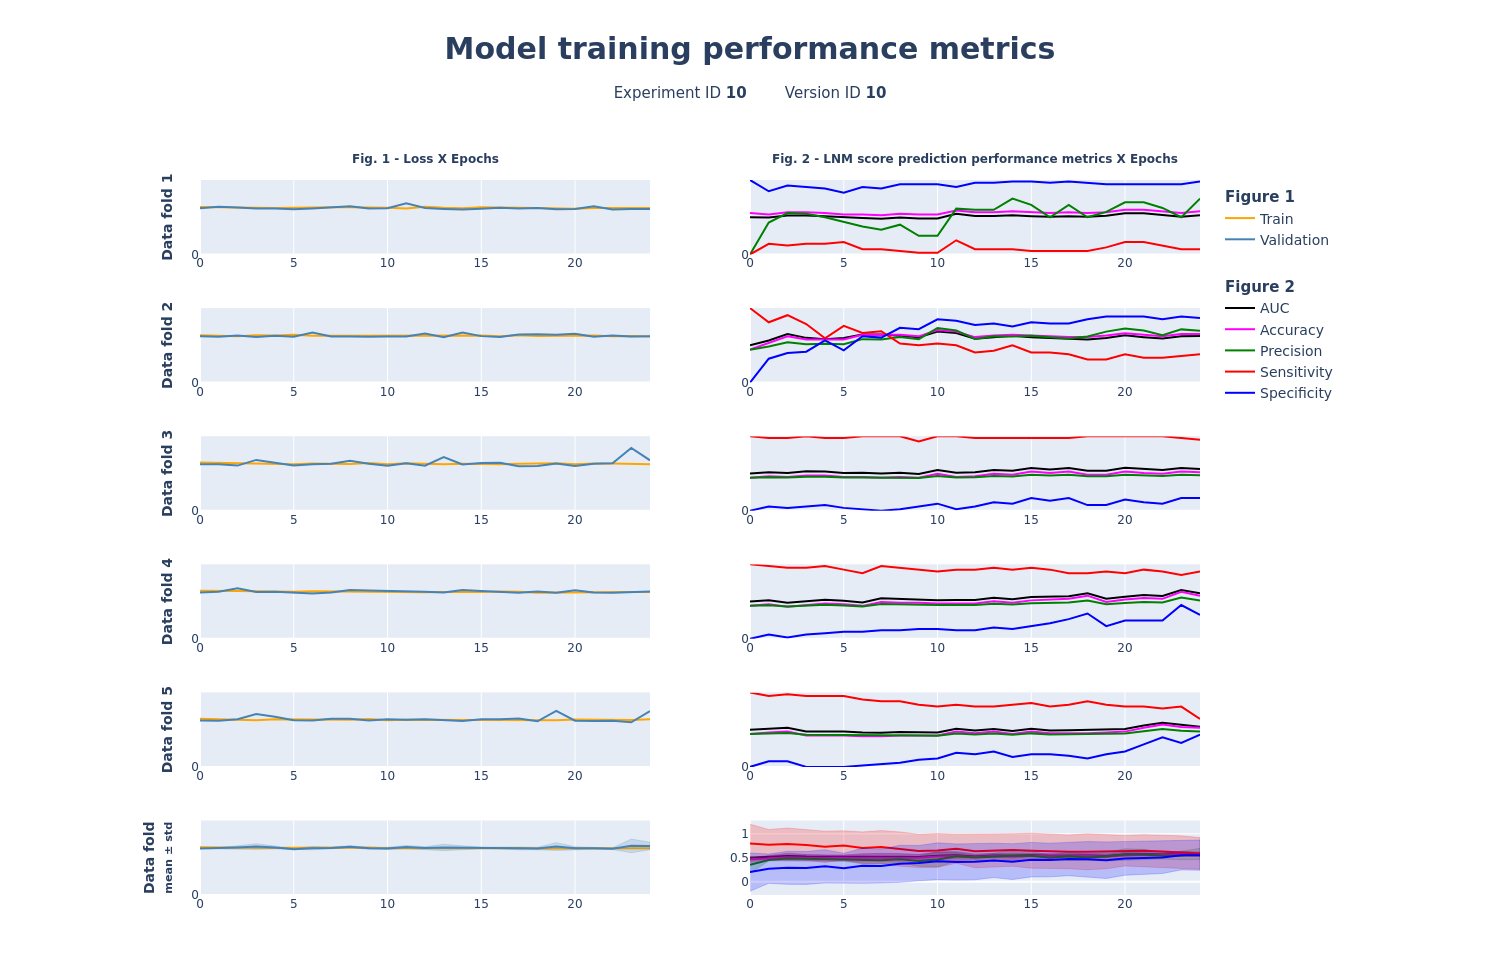 Model training performance metrics
Experiment ID 10 Version ID 10
Fig. 1 - Loss X Epochs
Fig. 2 - LNM score prediction performance metrics X Epochs
Data fold 1
0
0 5 10 15 20
0
0 5 10 15 20
Data fold 2
0
0 5 10 15 20
0
0 5 10 15 20
Data fold 3
0
0 5 10 15 20
0
0 5 10 15 20
Data fold 4
0
0 5 10 15 20
0
0 5 10 15 20
Data fold 5
0
0 5 10 15 20
0
0 5 10 15 20
Data fold
mean ± std
0
0 5 10 15 20
1
0.5
0
0 5 10 15 20
Figure 1
Train
Validation
Figure 2
AUC
Accuracy
Precision
Sensitivity
Specificity